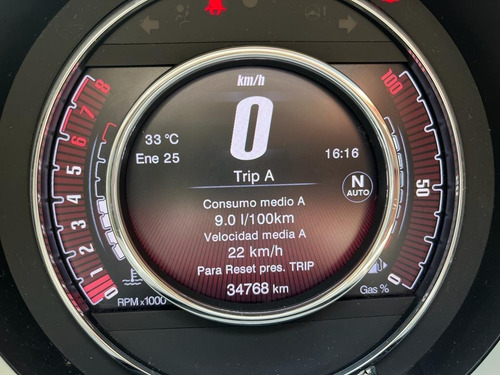 km/h
0
33 °C
Ene 25
16:16
Trip A
N
AUTO
Consumo medio A
9.0 l/100km
Velocidad media A
22 km/h
Para Reset pres. TRIP
34768 km
8
7
6
5
4
3
2
1
0
RPM x1000
100
50
0
Gas %